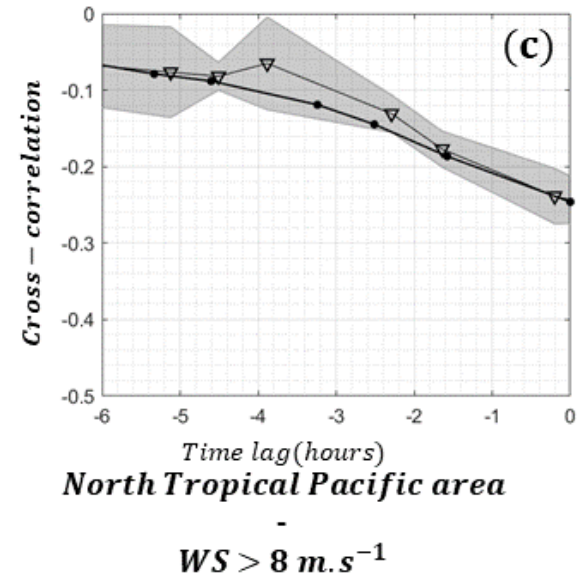 0
(c)
-0.1
-0.2
-0.3
-0.4
-0.5
Cross − correlation
-6 -5 -4 -3 -2 -1 0
Time lag(hours)
North Tropical Pacific area
-
WS > 8 m.s⁻¹